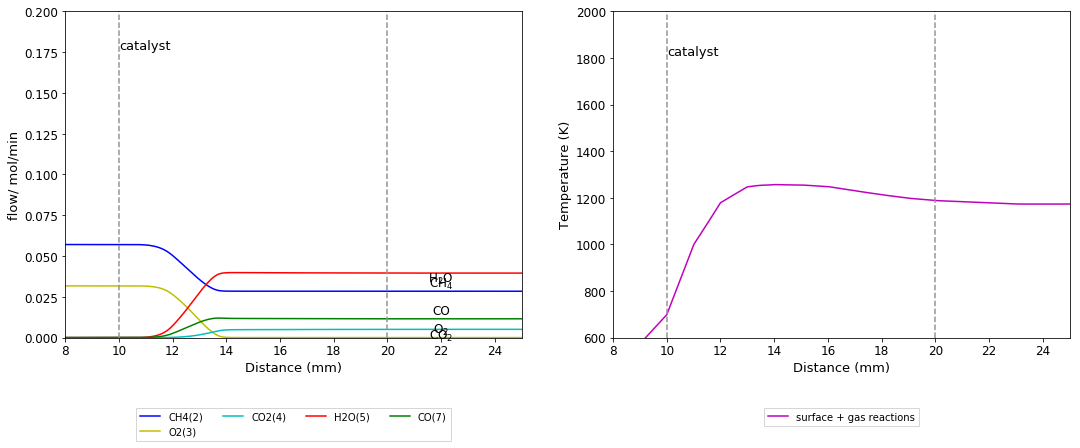 0.200
0.175
0.150
0.125
0.100
0.075
0.050
0.025
0.000
flow/ mol/min
catalyst
H₂O
CH₄
CO
O₂
CO₂
8 10 12 14 16 18 20 22 24
Distance (mm)
CH4(2) CO2(4) H2O(5) CO(7)
O2(3)
2000
1800
1600
1400
1200
1000
800
600
Temperature (K)
catalyst
8 10 12 14 16 18 20 22 24
Distance (mm)
surface + gas reactions